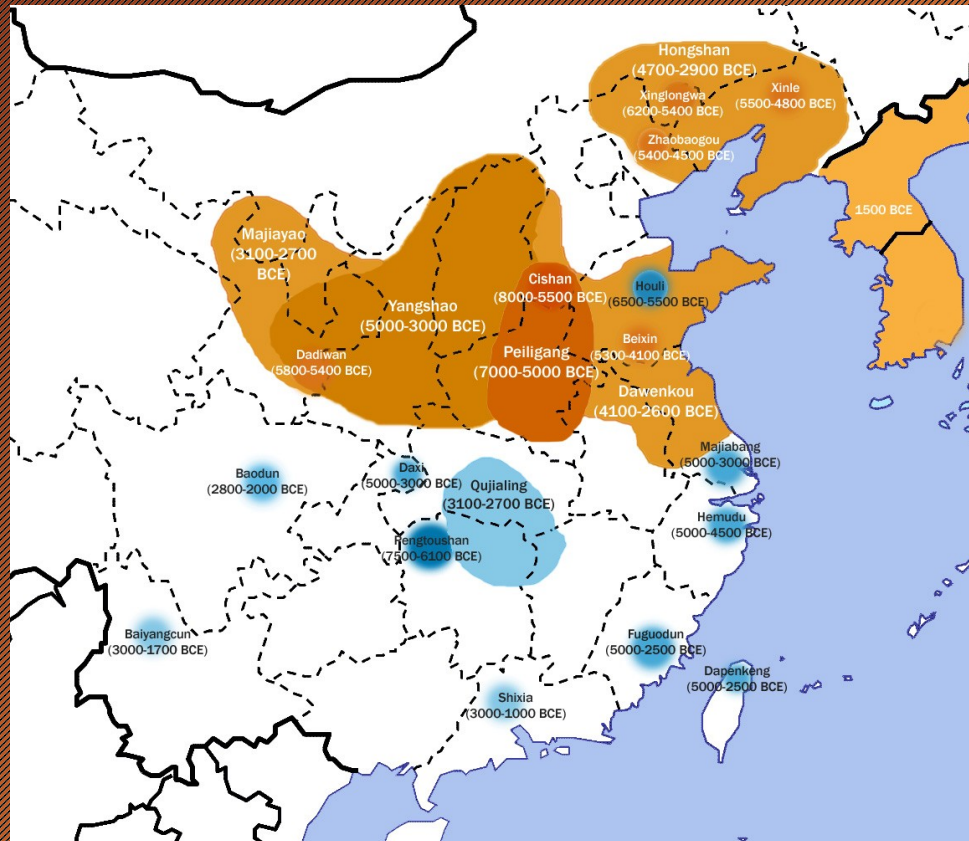 Hongshan
(4700-2900 BCE)
Xinglongwa
(6200-5400 BCE)
Xinle
(5500-4800 BCE)
Zhaobaogou
(5400-4500 BCE)
1500 BCE
Majiayao
(3100-2700
BCE)
Yangshao
(5000-3000 BCE)
Cishan
(8000-5500 BCE)
Houli
(6500-5500 BCE)
Dadiwan
(5800-5400 BCE)
Peiligang
(7000-5000 BCE)
Beixin
(5300-4100 BCE)
Dawenkou
(4100-2600 BCE)
Majiabang
(5000-3000 BCE)
Baodun
(2800-2000 BCE)
Daxi
(5000-3000 BCE)
Qujialing
(3100-2700 BCE)
Hemudu
(5000-4500 BCE)
Pengtoushan
(7500-6100 BCE)
Baiyangcun
(3000-1700 BCE)
Fuguodun
(5000-2500 BCE)
Dapenkeng
(5000-2500 BCE)
Shixia
(3000-1000 BCE)